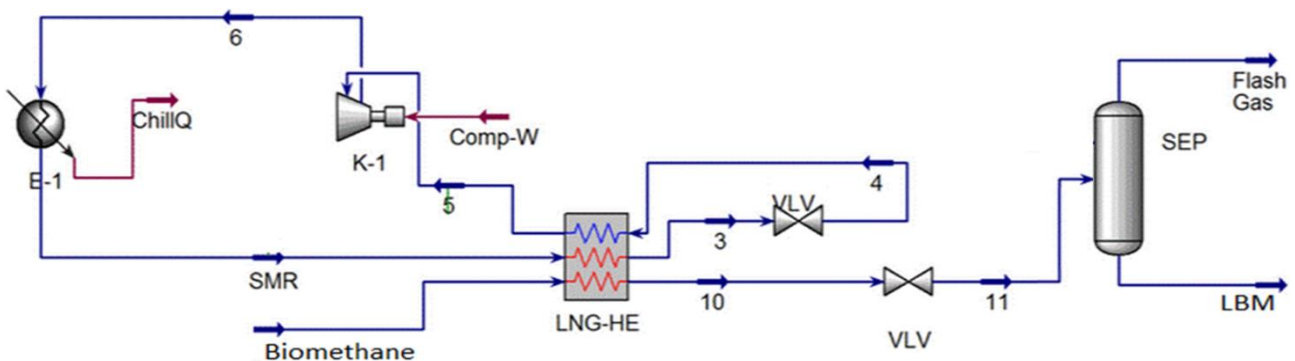 6
ChillQ
E-1
K-1
Comp-W
5
4
VLV
3
SMR
LNG-HE
Biomethane
10
VLV
11
SEP
Flash
Gas
LBM